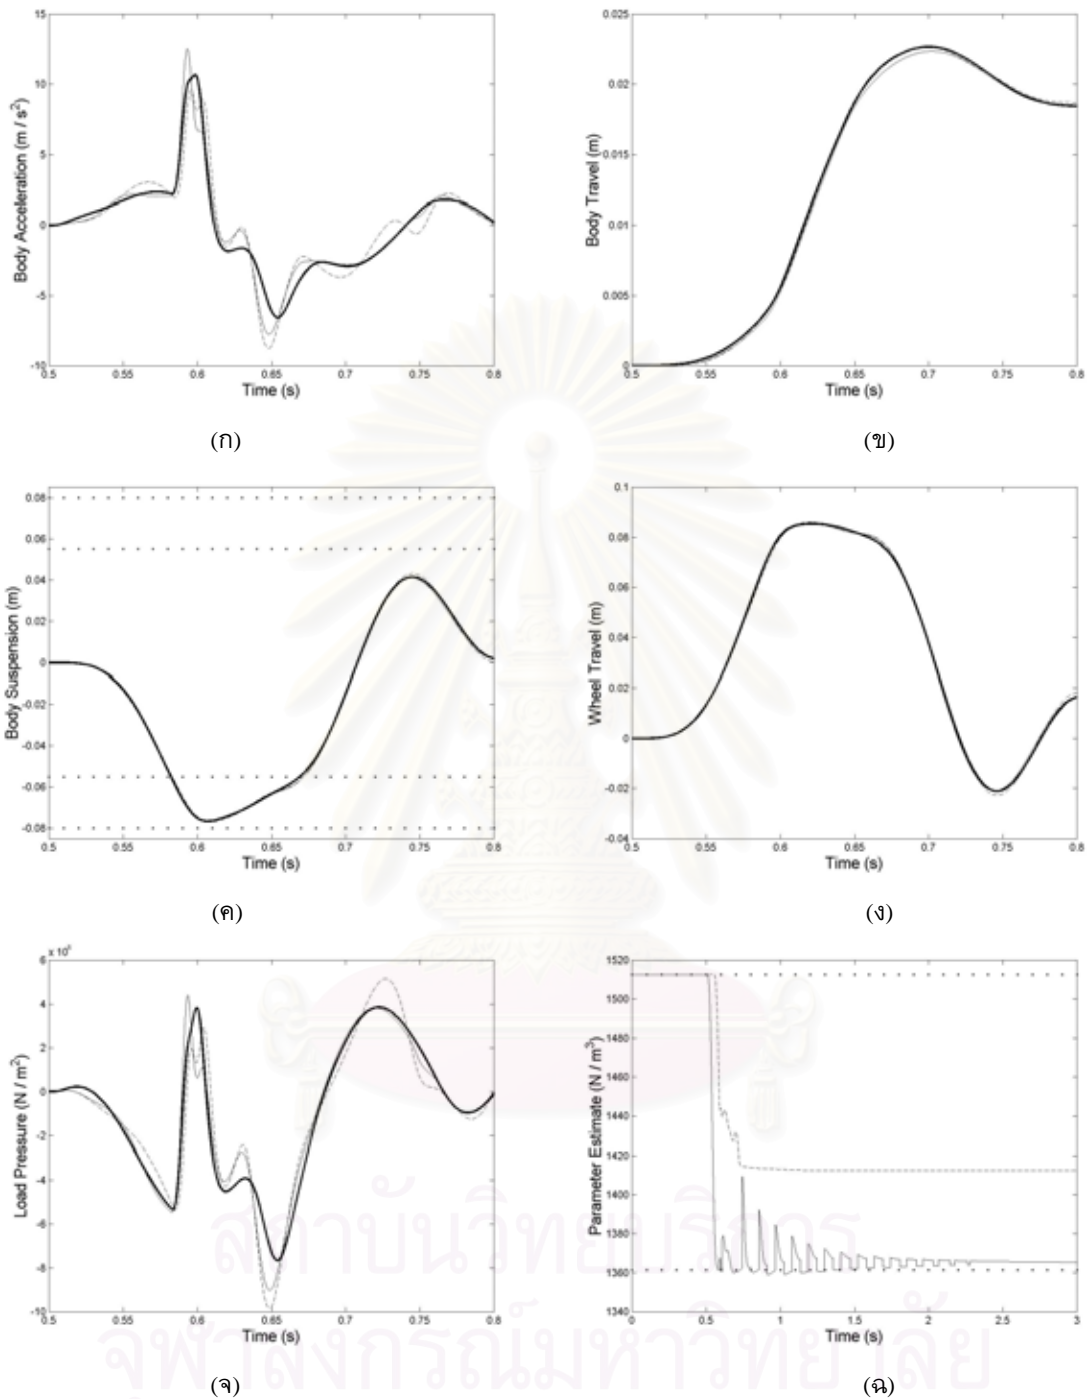 15
10
5
0
-5
-10
Body Acceleration (m / s²)
0.5 0.55 0.6 0.65 0.7 0.75 0.8
Time (s)
(ก)
0.025
0.02
0.015
0.01
0.005
0
Body Travel (m)
0.5 0.55 0.6 0.65 0.7 0.75 0.8
Time (s)
(ข)
0.08
0.06
0.04
0.02
0
-0.02
-0.04
-0.06
-0.08
Body Suspension (m)
0.5 0.55 0.6 0.65 0.7 0.75 0.8
Time (s)
(ค)
0.1
0.08
0.06
0.04
0.02
0
-0.02
-0.04
Wheel Travel (m)
0.5 0.55 0.6 0.65 0.7 0.75 0.8
Time (s)
(ง)
6
4
2
0
-2
-4
-6
-8
-10
Load Pressure (N / m²)
0.5 0.55 0.6 0.65 0.7 0.75 0.8
Time (s)
(จ)
1520
1500
1480
1460
1440
1420
1400
1380
1360
1340
Parameter Estimate (N / m³)
0 0.5 1 1.5 2 2.5 3
Time (s)
(ฉ)
สถาบันวิทยบริการ
จุฬาลงกรณ์มหาวิทยาลัย